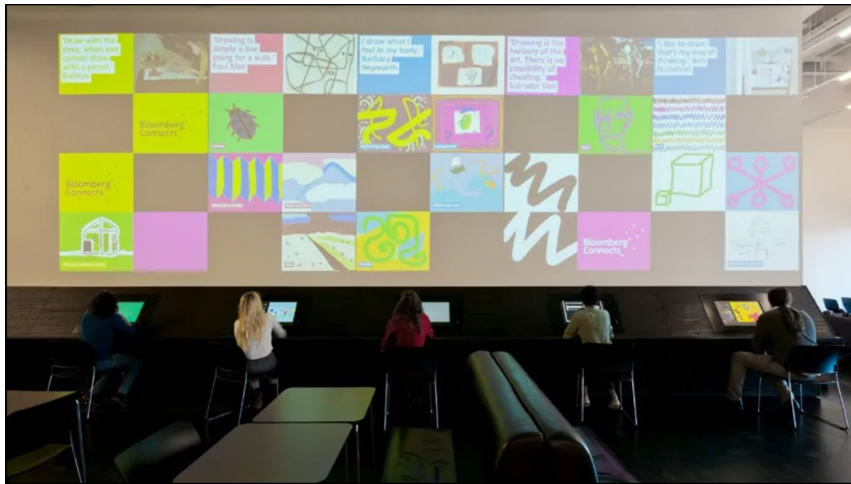 'Draw with the
eyes, when one
cannot draw
with a pencil.'
Balthus
'Drawing is
simply a line
going for a walk.'
Paul Klee
I draw what I
feel in my body.'
Barbara
Hepworth
'Drawing is the
honesty of the
art. There is no
possibility of
cheating.'
Salvador Dalí
'I like to draw:
that's my way of
thinking.' Ben
Nicholson
Bloomberg
Connects
Bloomberg
Connects
Bloomberg
Connects